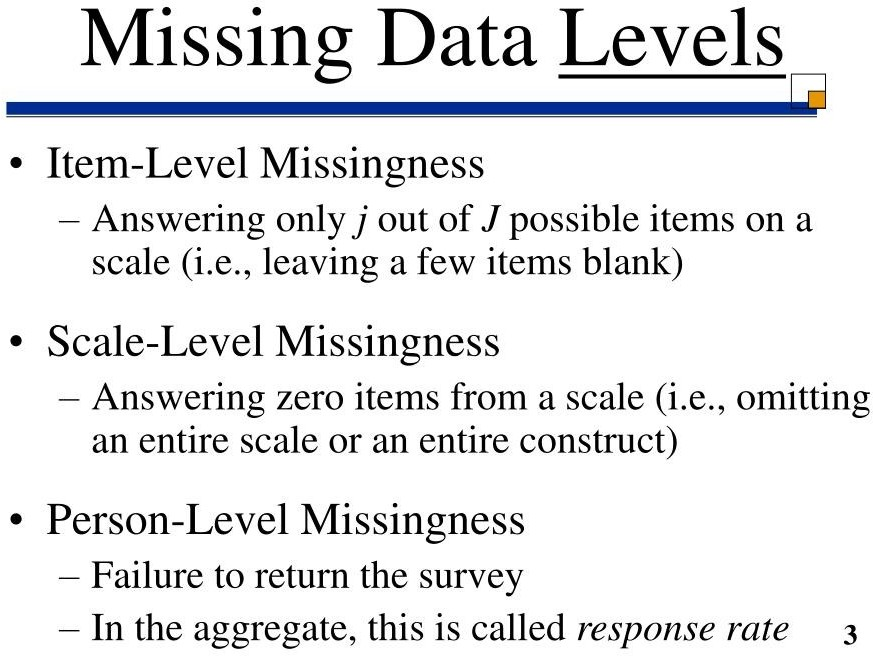 Missing Data Levels
• Item-Level Missingness
– Answering only j out of J possible items on a
scale (i.e., leaving a few items blank)
• Scale-Level Missingness
– Answering zero items from a scale (i.e., omitting
an entire scale or an entire construct)
• Person-Level Missingness
– Failure to return the survey
– In the aggregate, this is called response rate
3